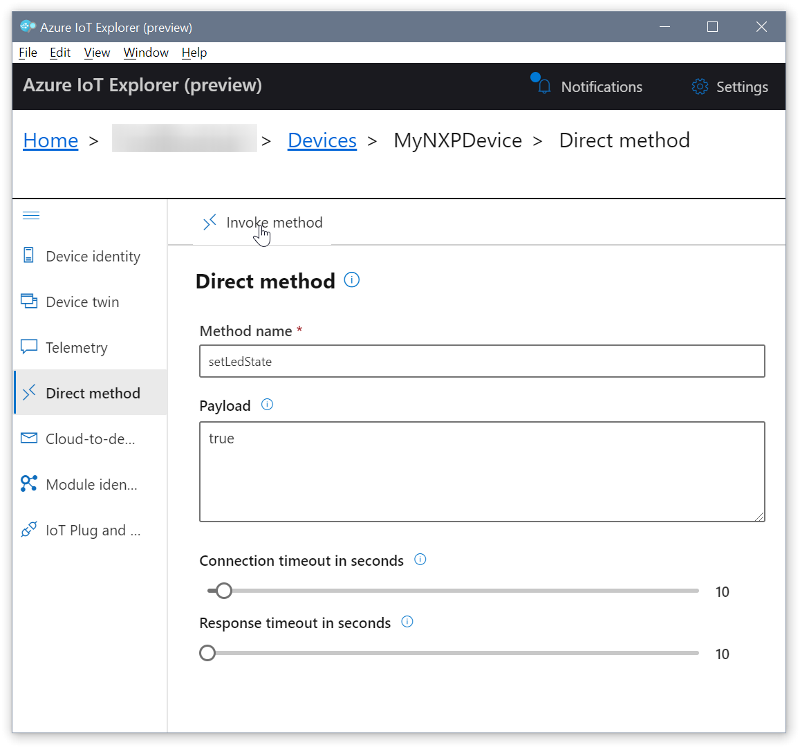 Azure IoT Explorer (preview)
File Edit View Window Help
Azure IoT Explorer (preview) Notifications Settings
Home > > Devices > MyNXPDevice > Direct method
Invoke method
Device identity
Device twin
Telemetry
Direct method
Cloud-to-de...
Module iden...
IoT Plug and ...
Direct method
Method name *
setLedState
Payload
true
Connection timeout in seconds
10
Response timeout in seconds
10